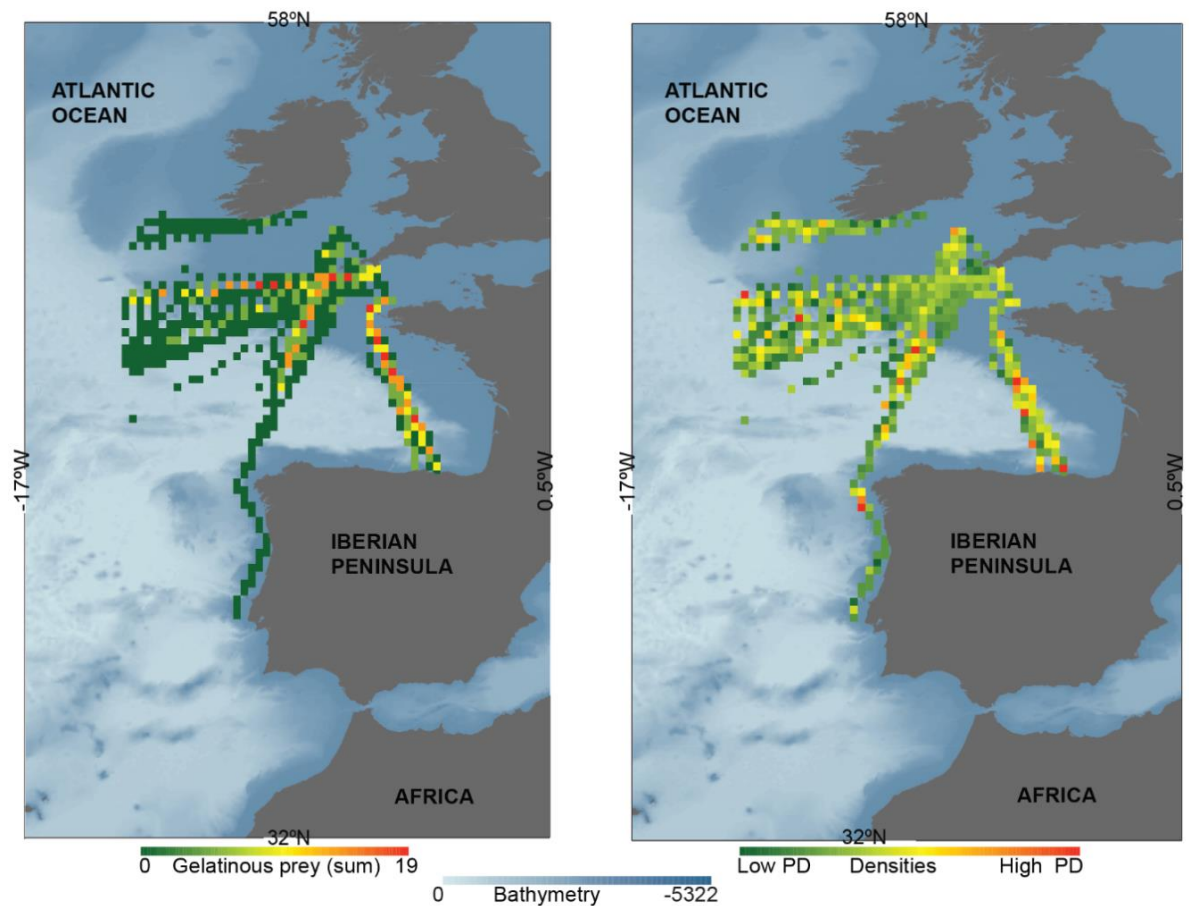 58ºN
ATLANTIC
OCEAN
-17ºW
0.5ºW
IBERIAN
PENINSULA
AFRICA
32ºN
0 Gelatinous prey (sum) 19
58ºN
ATLANTIC
OCEAN
-17ºW
0.5ºW
IBERIAN
PENINSULA
AFRICA
32ºN
Low PD Densities High PD
0 Bathymetry -5322